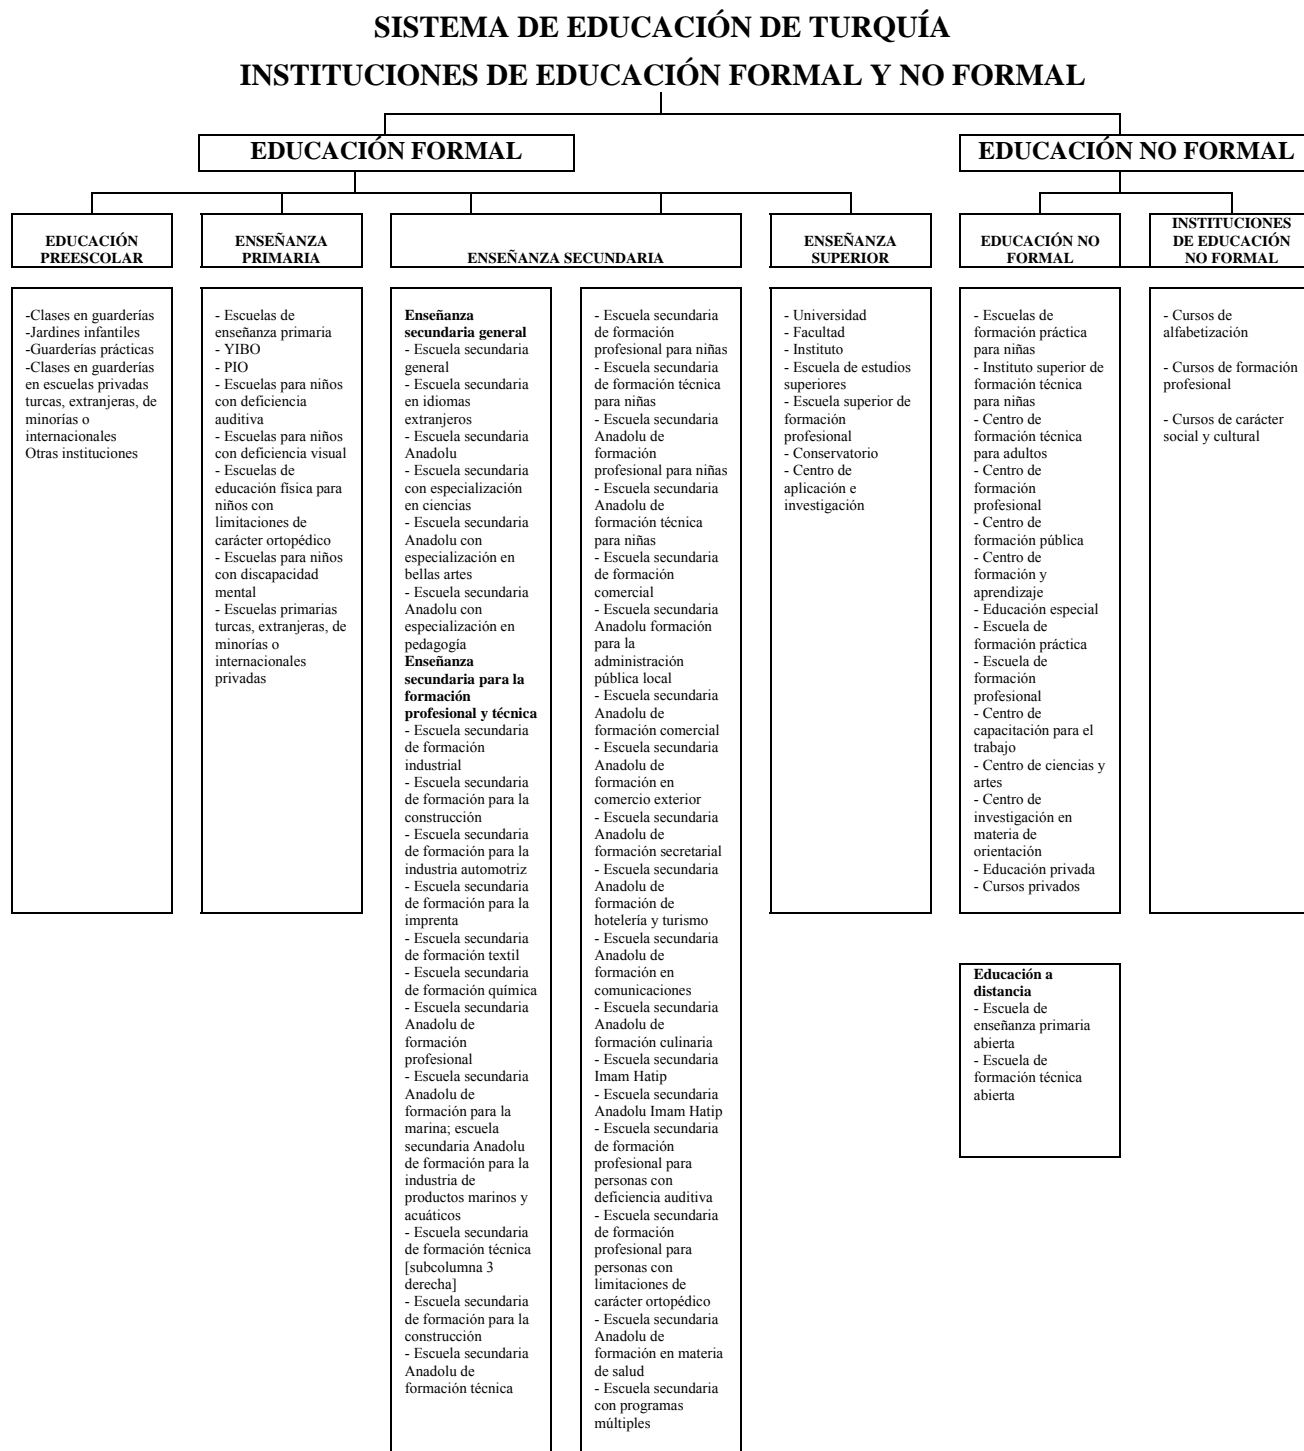 SISTEMA DE EDUCACIÓN DE TURQUÍA
INSTITUCIONES DE EDUCACIÓN FORMAL Y NO FORMAL
EDUCACIÓN FORMAL
EDUCACIÓN NO FORMAL
EDUCACIÓN
PREESCOLAR
ENSEÑANZA
PRIMARIA
ENSEÑANZA SECUNDARIA
ENSEÑANZA
SUPERIOR
EDUCACIÓN NO
FORMAL
INSTITUCIONES
DE EDUCACIÓN
NO FORMAL
-Clases en guarderías
-Jardines infantiles
-Guarderías prácticas
-Clases en guarderías
en escuelas privadas
turcas, extranjeras, de
minorías o
internacionales
Otras instituciones
- Escuelas de
enseñanza primaria
- YIBO
- PIO
- Escuelas para niños
con deficiencia
auditiva
- Escuelas para niños
con deficiencia visual
- Escuelas de
educación física para
niños con
limitaciones de
carácter ortopédico
- Escuelas para niños
con discapacidad
mental
- Escuelas primarias
turcas, extranjeras, de
minorías o
internacionales
privadas
Enseñanza
secundaria general
- Escuela secundaria
general
- Escuela secundaria
en idiomas
extranjeros
- Escuela secundaria
Anadolu
- Escuela secundaria
con especialización
en ciencias
- Escuela secundaria
Anadolu con
especialización en
bellas artes
- Escuela secundaria
Anadolu con
especialización en
pedagogía
Enseñanza
secundaria para la
formación
profesional y técnica
- Escuela secundaria
de formación
industrial
- Escuela secundaria
de formación para la
construcción
- Escuela secundaria
de formación para la
industria automotriz
- Escuela secundaria
de formación para la
imprenta
- Escuela secundaria
de formación textil
- Escuela secundaria
de formación química
- Escuela secundaria
Anadolu de
formación
profesional
- Escuela secundaria
Anadolu de
formación para la
marina; escuela
secundaria Anadolu
de formación para la
industria de
productos marinos y
acuáticos
- Escuela secundaria
de formación técnica
[subcolumna 3
derecha]
- Escuela secundaria
de formación para la
construcción
- Escuela secundaria
Anadolu de
formación técnica
- Escuela secundaria
de formación
profesional para niñas
- Escuela secundaria
de formación técnica
para niñas
- Escuela secundaria
Anadolu de
formación
profesional para niñas
- Escuela secundaria
Anadolu de
formación técnica
para niñas
- Escuela secundaria
de formación
comercial
- Escuela secundaria
Anadolu formación
para la
administración
pública local
- Escuela secundaria
Anadolu de
formación comercial
- Escuela secundaria
Anadolu de
formación en
comercio exterior
- Escuela secundaria
Anadolu de
formación secretarial
- Escuela secundaria
Anadolu de
formación de
hotelería y turismo
- Escuela secundaria
Anadolu de
formación en
comunicaciones
- Escuela secundaria
Anadolu de
formación culinaria
- Escuela secundaria
Imam Hatip
- Escuela secundaria
Anadolu Imam Hatip
- Escuela secundaria
de formación
profesional para
personas con
deficiencia auditiva
- Escuela secundaria
de formación
profesional para
personas con
limitaciones de
carácter ortopédico
- Escuela secundaria
Anadolu de
formación en materia
de salud
- Escuela secundaria
con programas
múltiples
- Universidad
- Facultad
- Instituto
- Escuela de estudios
superiores
- Escuela superior de
formación
profesional
- Conservatorio
- Centro de
aplicación e
investigación
- Escuelas de
formación práctica
para niñas
- Instituto superior de
formación técnica
para niñas
- Centro de
formación técnica
para adultos
- Centro de
formación
profesional
- Centro de
formación pública
- Centro de
formación y
aprendizaje
- Educación especial
- Escuela de
formación práctica
- Escuela de
formación
profesional
- Centro de
capacitación para el
trabajo
- Centro de ciencias y
artes
- Centro de
investigación en
materia de
orientación
- Educación privada
- Cursos privados
- Cursos de
alfabetización
- Cursos de formación
profesional
- Cursos de carácter
social y cultural
Educación a
distancia
- Escuela de
enseñanza primaria
abierta
- Escuela de
formación técnica
abierta